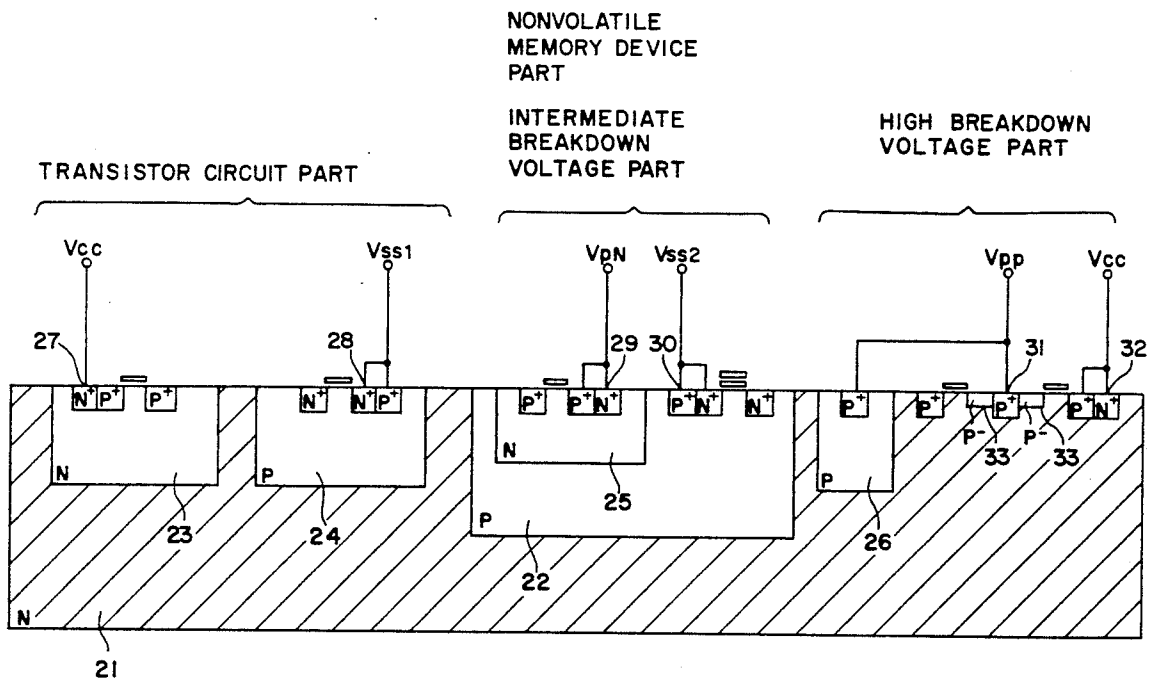 NONVOLATILE
MEMORY DEVICE
PART
INTERMEDIATE
BREAKDOWN
VOLTAGE PART
HIGH BREAKDOWN
VOLTAGE PART
TRANSISTOR CIRCUIT PART
Vcc
Vss1
VpN
Vss2
Vpp
Vcc
27
28
29
30
31
32
N+ P+ P+
N+ N+ P+
P+ P+ N+
P+ N+ N+
P+
P+
P+
P+ N+
P-
33
P-
33
N
23
P
24
N
25
P
22
P
26
N
21